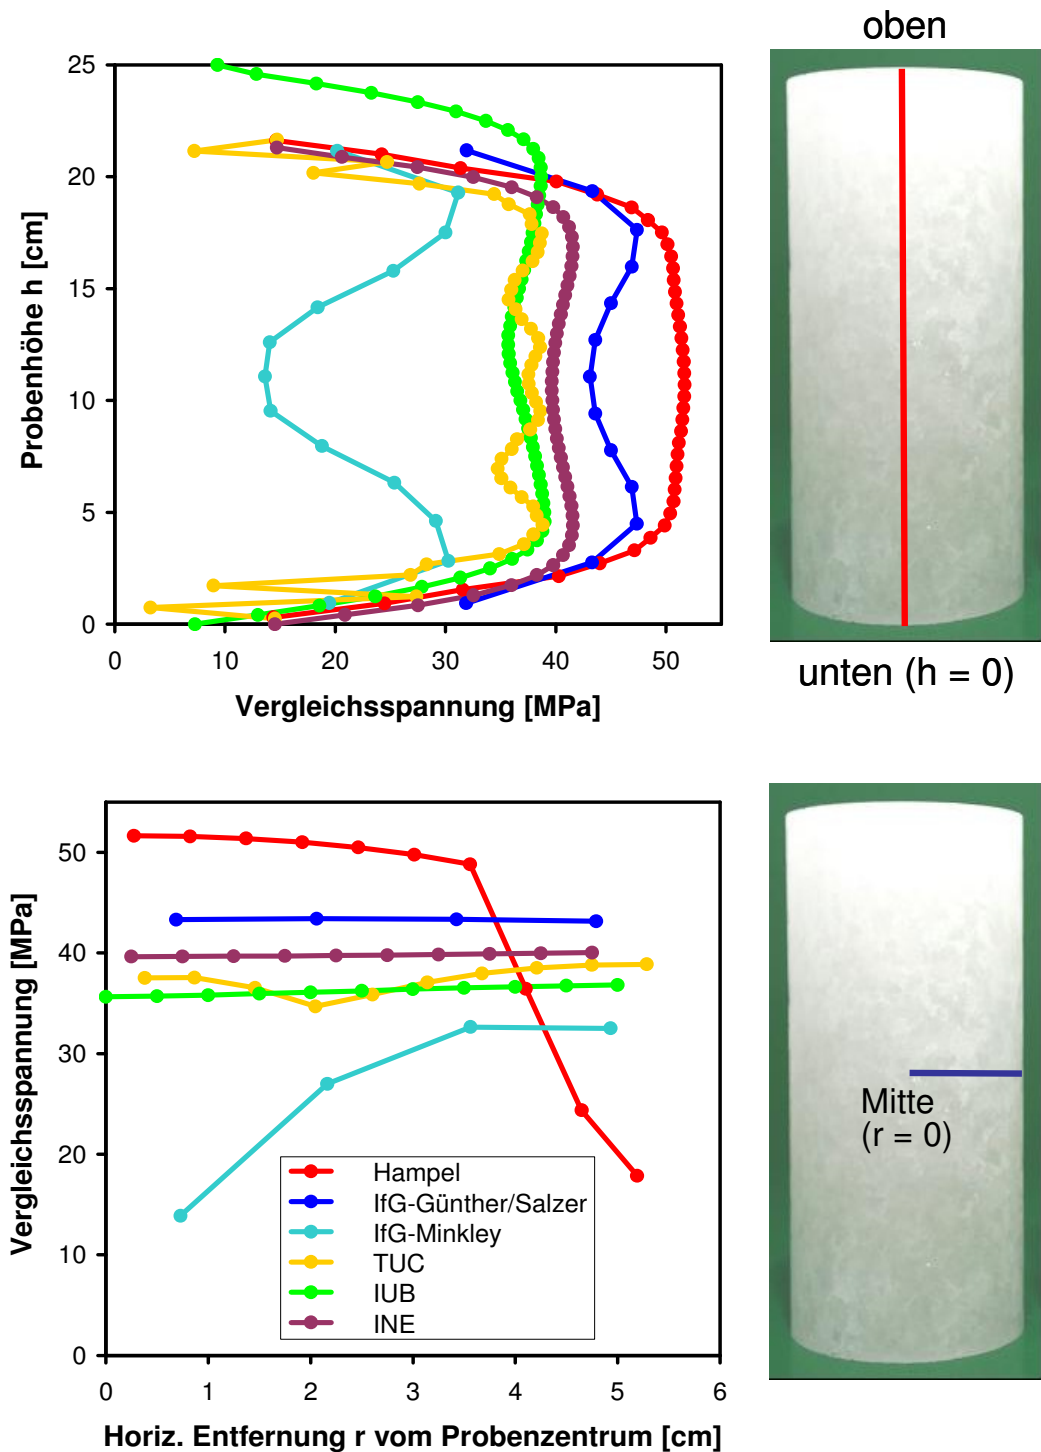 oben
25
20
15
10
5
0
0 10 20 30 40 50
Probenhöhe h [cm]
Vergleichsspannung [MPa]
unten (h = 0)
50
40
30
20
10
0
0 1 2 3 4 5 6
Vergleichsspannung [MPa]
Hampel
IfG-Günther/Salzer
IfG-Minkley
TUC
IUB
INE
Horiz. Entfernung r vom Probenzentrum [cm]
Mitte
(r = 0)